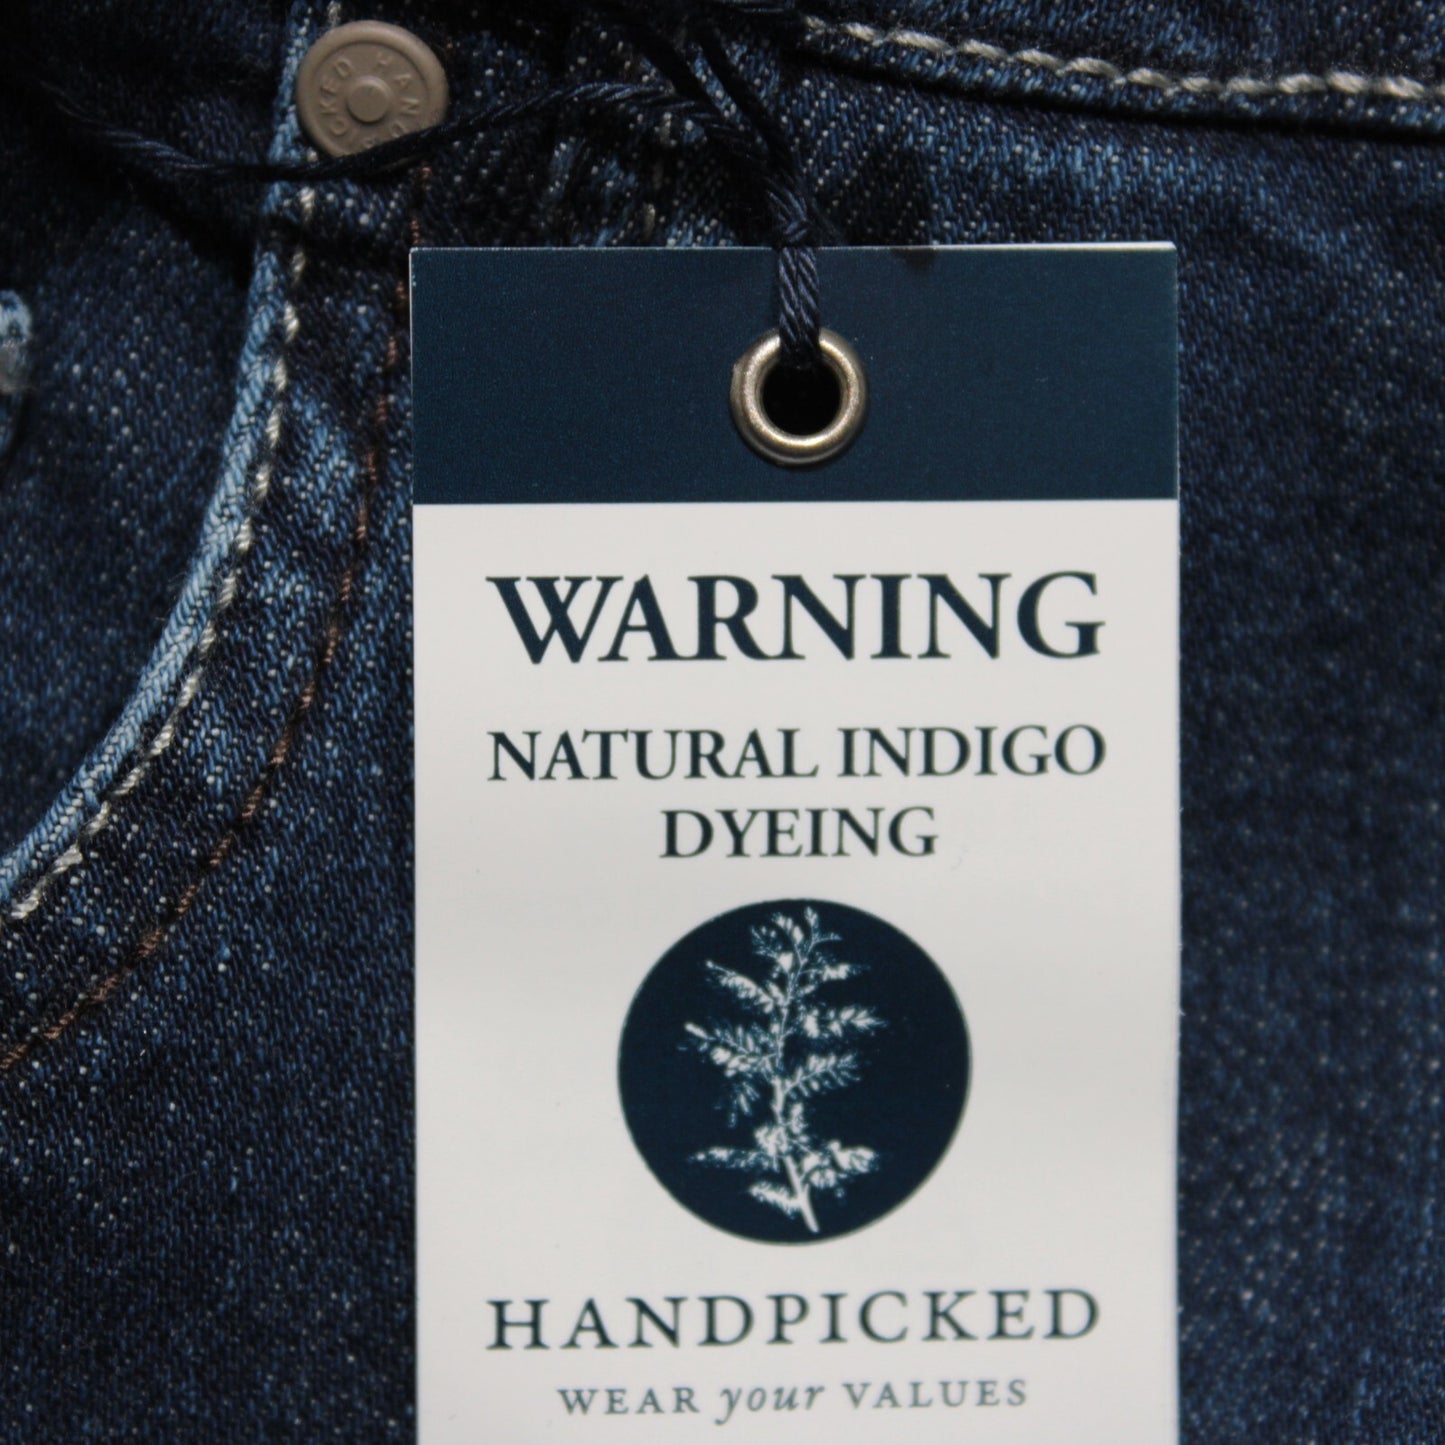 WARNING
NATURAL INDIGO
DYEING
HANDPICKED
WEAR your VALUES